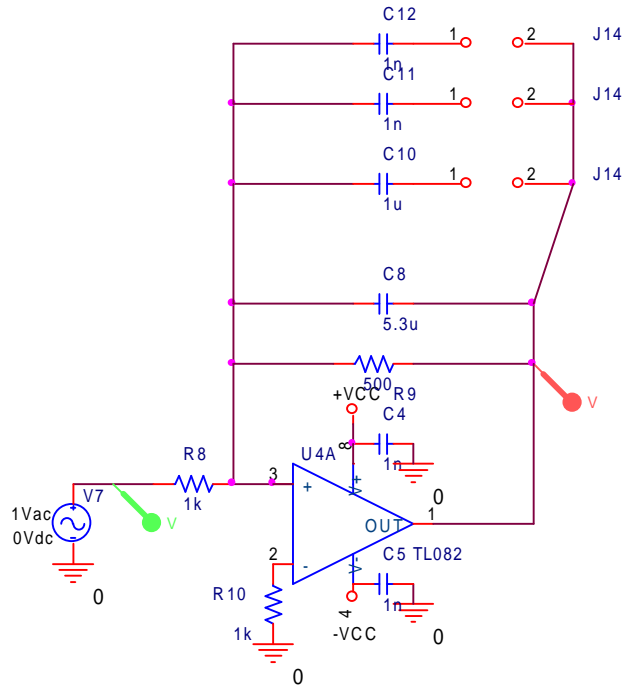 C12
1n
1
2
J14
C11
1n
1
2
J14
C10
1u
1
2
J14
C8
5.3u
500
R9
V
+VCC
C4
1n
8
0
R8
1k
U4A
3
+
V+
OUT
1
V7
V
1Vac
0Vdc
0
2
-
V-
C5
TL082
1n
4
-VCC
0
R10
1k
0